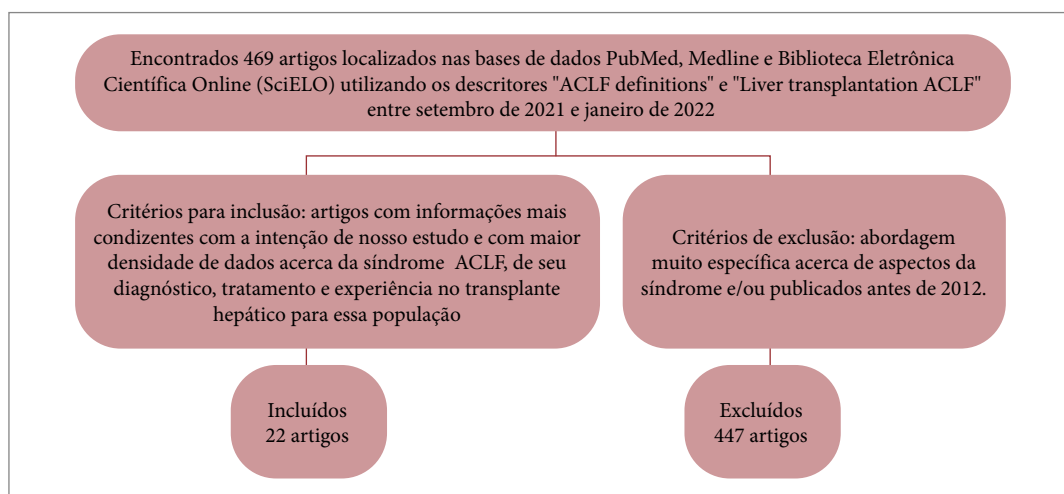 Encontrados 469 artigos localizados nas bases de dados PubMed, Medline e Biblioteca Eletrônica
Científica Online (SciELO) utilizando os descritores "ACLF definitions" e "Liver transplantation ACLF"
entre setembro de 2021 e janeiro de 2022
Critérios para inclusão: artigos com informações mais
condizentes com a intenção de nosso estudo e com maior
densidade de dados acerca da síndrome ACLF, de seu
diagnóstico, tratamento e experiência no transplante
hepático para essa população
Critérios de exclusão: abordagem
muito específica acerca de aspectos da
síndrome e/ou publicados antes de 2012.
Incluídos
22 artigos
Excluídos
447 artigos